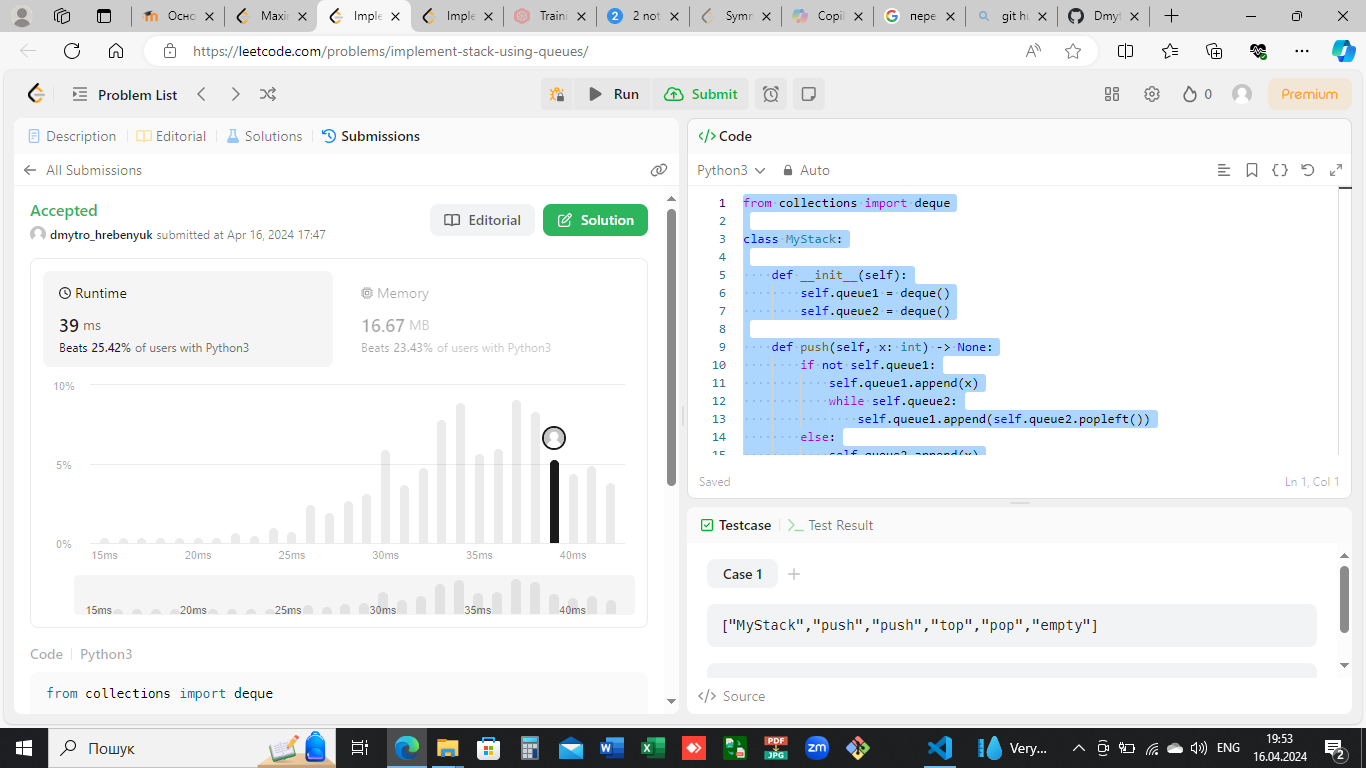 Осно
Maxin
Imple
Imple
Traini
2 not
Symm
Copil
пере
git hu
Dmyt
https://leetcode.com/problems/implement-stack-using-queues/
Problem List
Run
Submit
0
Premium
Description
Editorial
Solutions
Submissions
All Submissions
Accepted
dmytro_hrebenyuk submitted at Apr 16, 2024 17:47
Editorial
Solution
Runtime
39 ms
Beats 25.42% of users with Python3
Memory
16.67 MB
Beats 23.43% of users with Python3
10%
5%
0%
15ms 20ms 25ms 30ms 35ms 40ms
15ms 20ms 25ms 30ms 35ms 40ms
Code
Python3
from collections import deque
</> Code
Python3
Auto
1 from collections import deque
2
3 class MyStack:
4
5 def __init__(self):
6 self.queue1 = deque()
7 self.queue2 = deque()
8
9 def push(self, x: int) -> None:
10 if not self.queue1:
11 self.queue1.append(x)
12 while self.queue2:
13 self.queue1.append(self.queue2.popleft())
14 else:
15 self.queue2.append(x)
Saved
Ln 1, Col 1
Testcase
Test Result
Case 1
["MyStack","push","push","top","pop","empty"]
</> Source
Пошук
Very...
ENG
19:53
16.04.2024
2